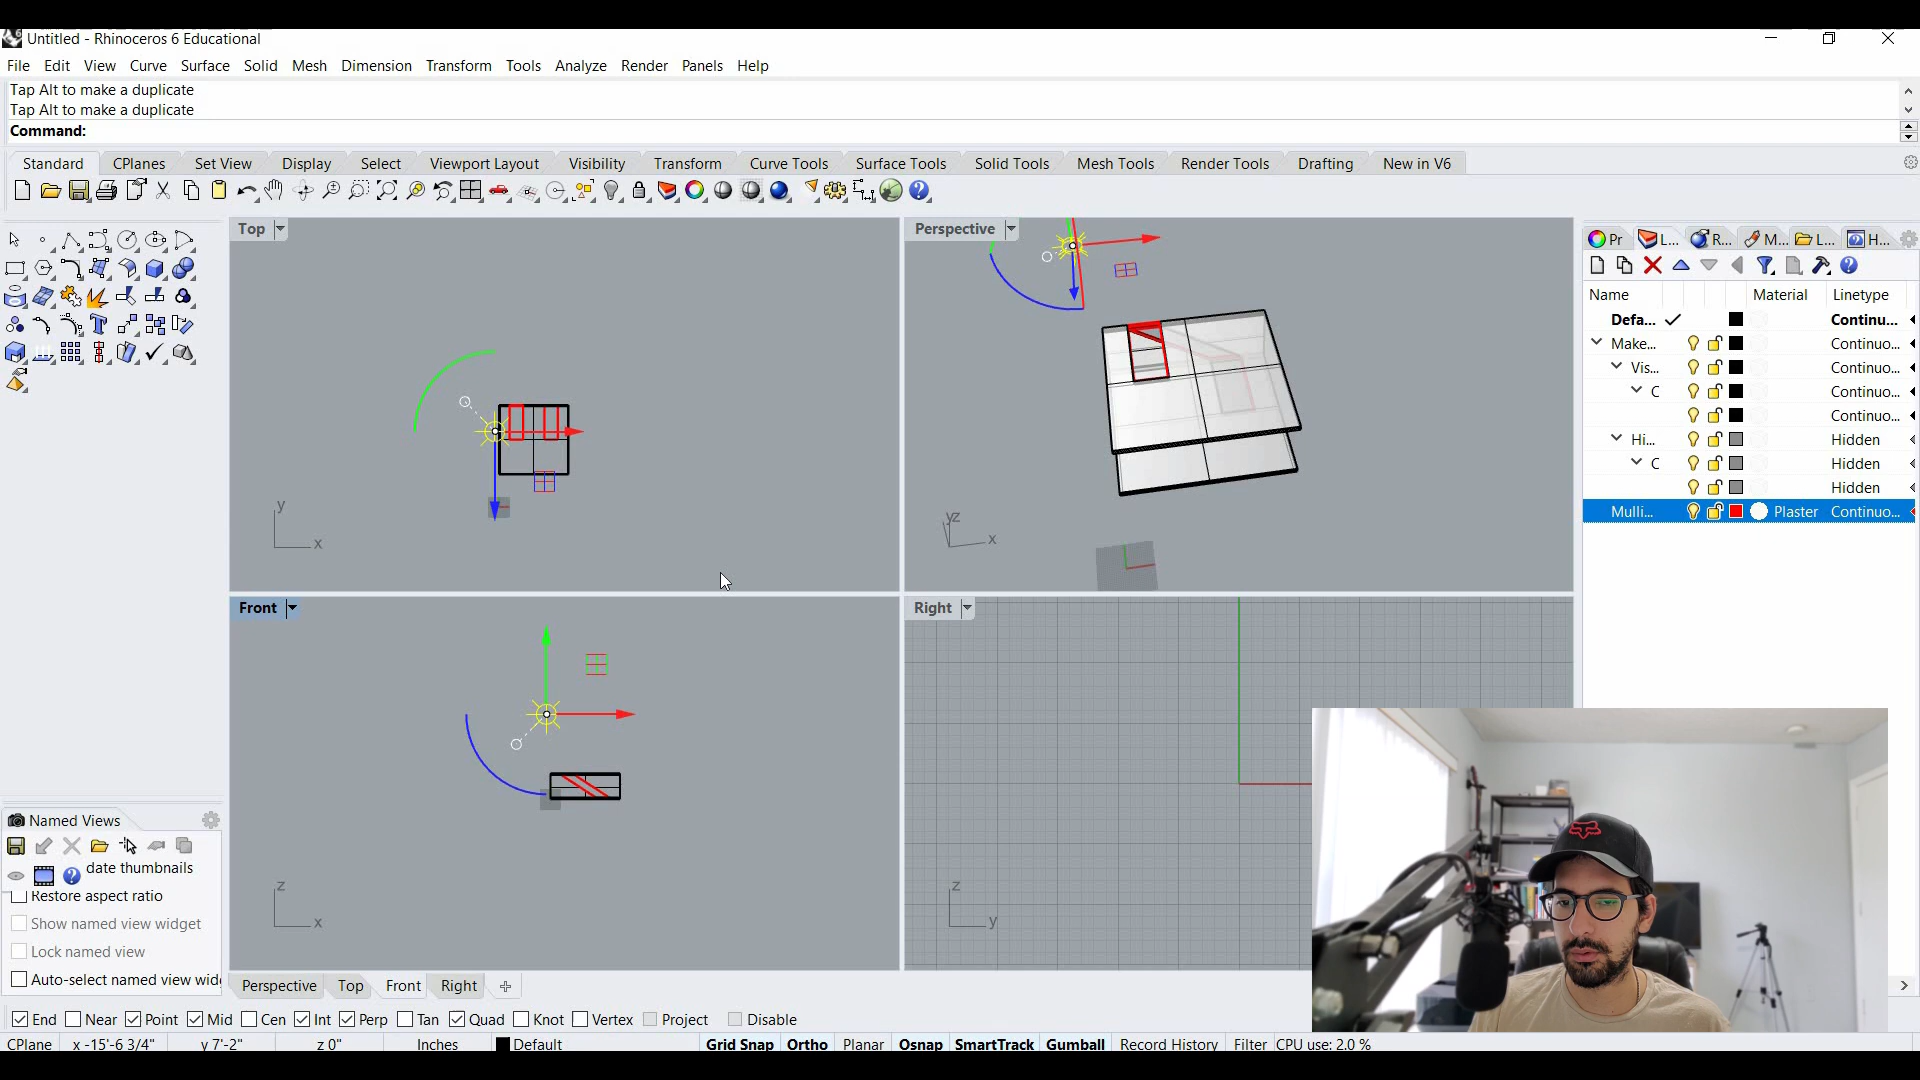 Untitled - Rhinoceros 6 Educational
File Edit View Curve Surface Solid Mesh Dimension Transform Tools Analyze Render Panels Help
Tap Alt to make a duplicate
Tap Alt to make a duplicate
Command:
Standard CPlanes Set View Display Select Viewport Layout Visibility Transform Curve Tools Surface Tools Solid Tools Mesh Tools Render Tools Drafting New in V6
Top Perspective
Pr L... R... M... L... H...
Name Material Linetype
Defa... Continu...
Make... Continuo...
Vis... Continuo...
C Continuo...
Continuo...
Hi... Hidden
C Hidden
Hidden
Mulli... Plaster Continuo...
y
x
z
x
Front Right
z
x
z
y
Named Views
date thumbnails
Restore aspect ratio
Show named view widget
Lock named view
Auto-select named view wid
Perspective Top Front Right
End Near Point Mid Cen Int Perp Tan Quad Knot Vertex Project Disable
CPlane x -15'-6 3/4" y 7'-2" z 0" Inches Default Grid Snap Ortho Planar Osnap SmartTrack Gumball Record History Filter CPU use: 2.0 %